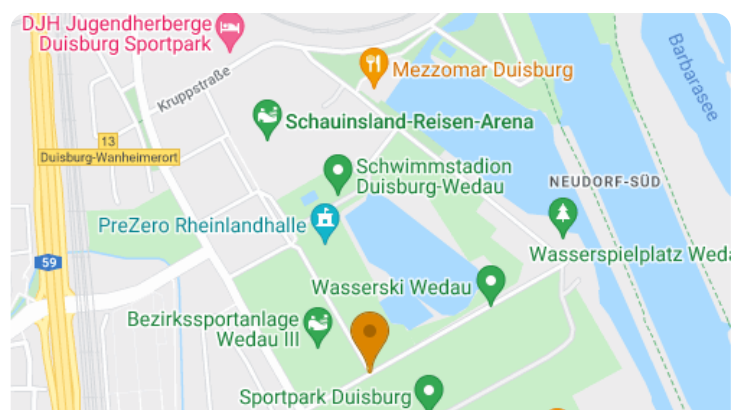 DJH Jugendherberge
Duisburg Sportpark
Kruppstraße
Mezzomar Duisburg
Barbarasee
Schauinsland-Reisen-Arena
13
Duisburg-Wanheimerort
Schwimmstadion
Duisburg-Wedau
NEUDORF-SÜD
PreZero Rheinlandhalle
Wasserspielplatz Weda
59
Wasserski Wedau
Bezirkssportanlage
Wedau III
Sportpark Duisburg